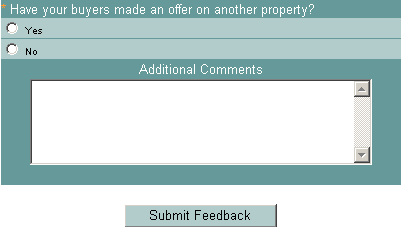 * Have your buyers made an offer on another property?
Yes
No
Additional Comments
Submit Feedback